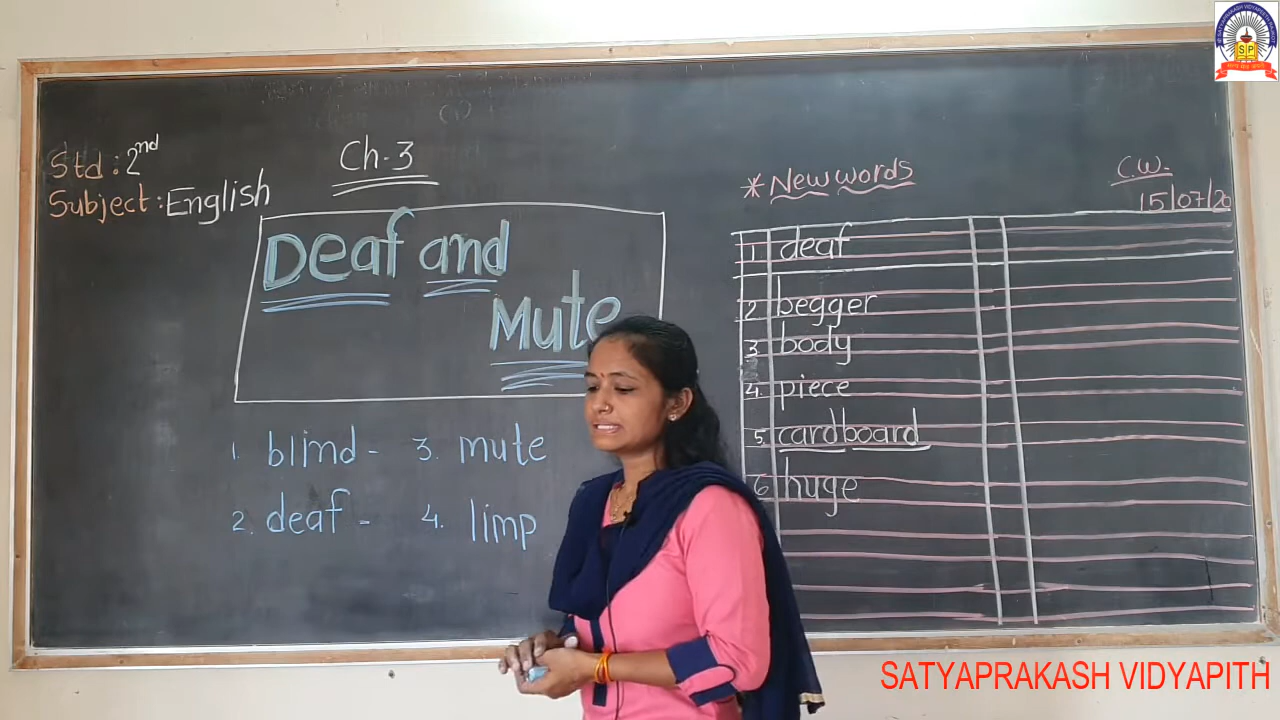 Std : 2nd
Subject : English
Ch-3
Deaf and
Mute
1. blind - 3. mute
2. deaf - 4. limp
* New words
C.W.
15/07/20
1 deaf
2 begger
3. body
4. piece
5. cardboard
6 huge
SP
SATYAPRAKASH VIDYAPITH